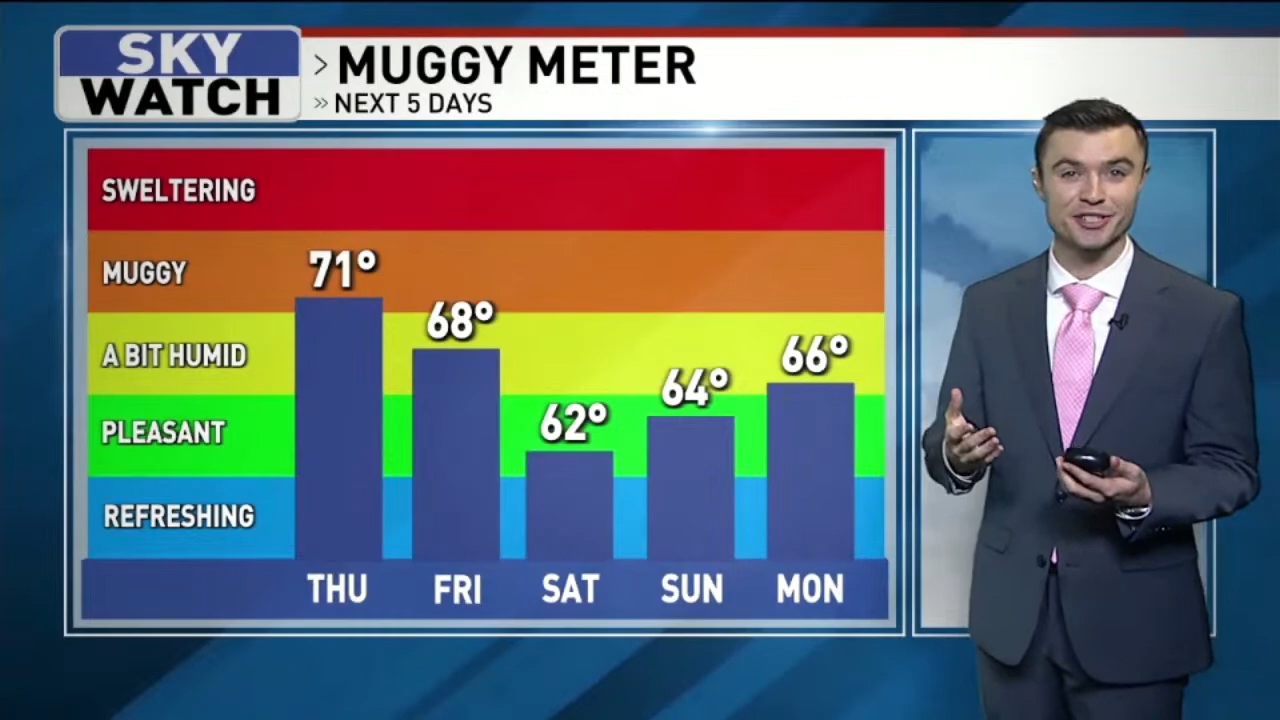 SKY
WATCH
> MUGGY METER
» NEXT 5 DAYS
SWELTERING
MUGGY
A BIT HUMID
PLEASANT
REFRESHING
71°
68°
62°
64°
66°
THU
FRI
SAT
SUN
MON